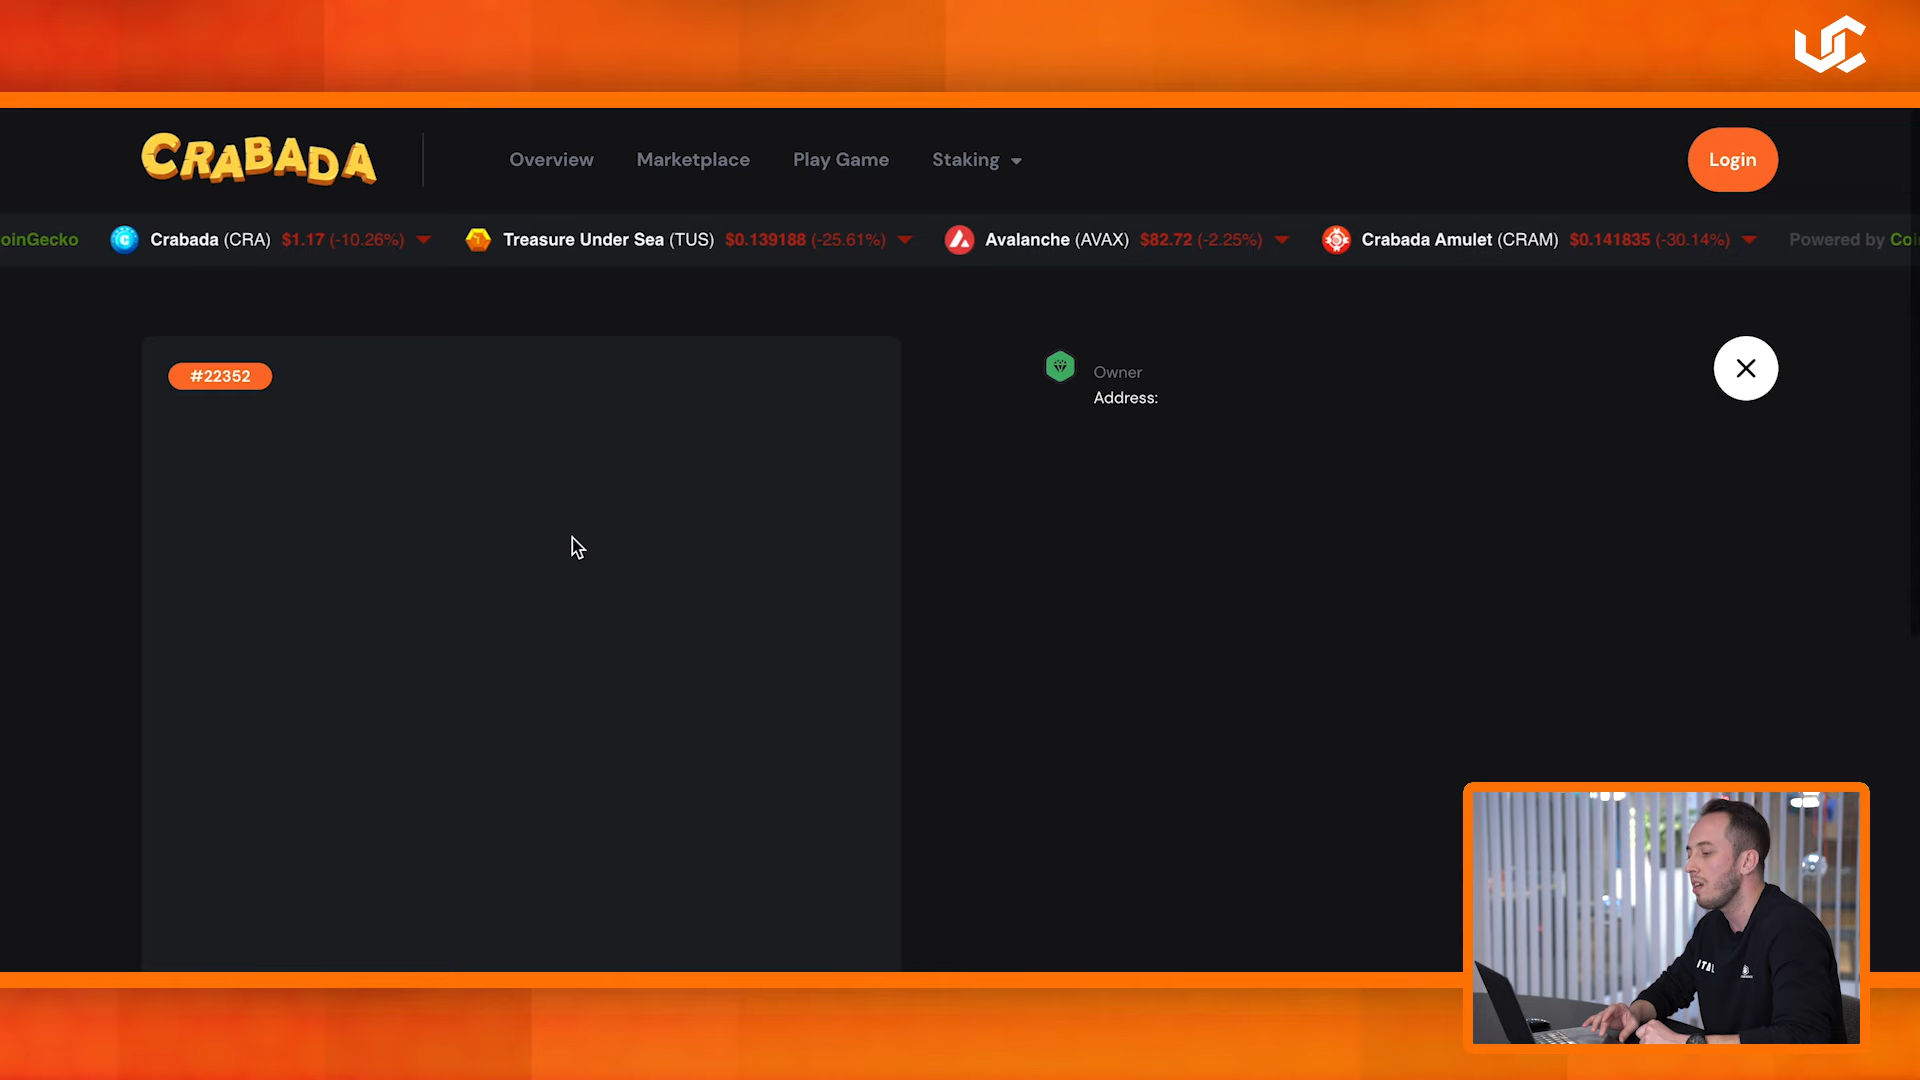 CRABADA
Overview
Marketplace
Play Game
Staking
Login
oinGecko
Crabada (CRA) $1.17 (-10.26%)
Treasure Under Sea (TUS) $0.139188 (-25.61%)
Avalanche (AVAX) $82.72 (-2.25%)
Crabada Amulet (CRAM) $0.141835 (-30.14%)
Powered by Coi
#22352
Owner
Address: